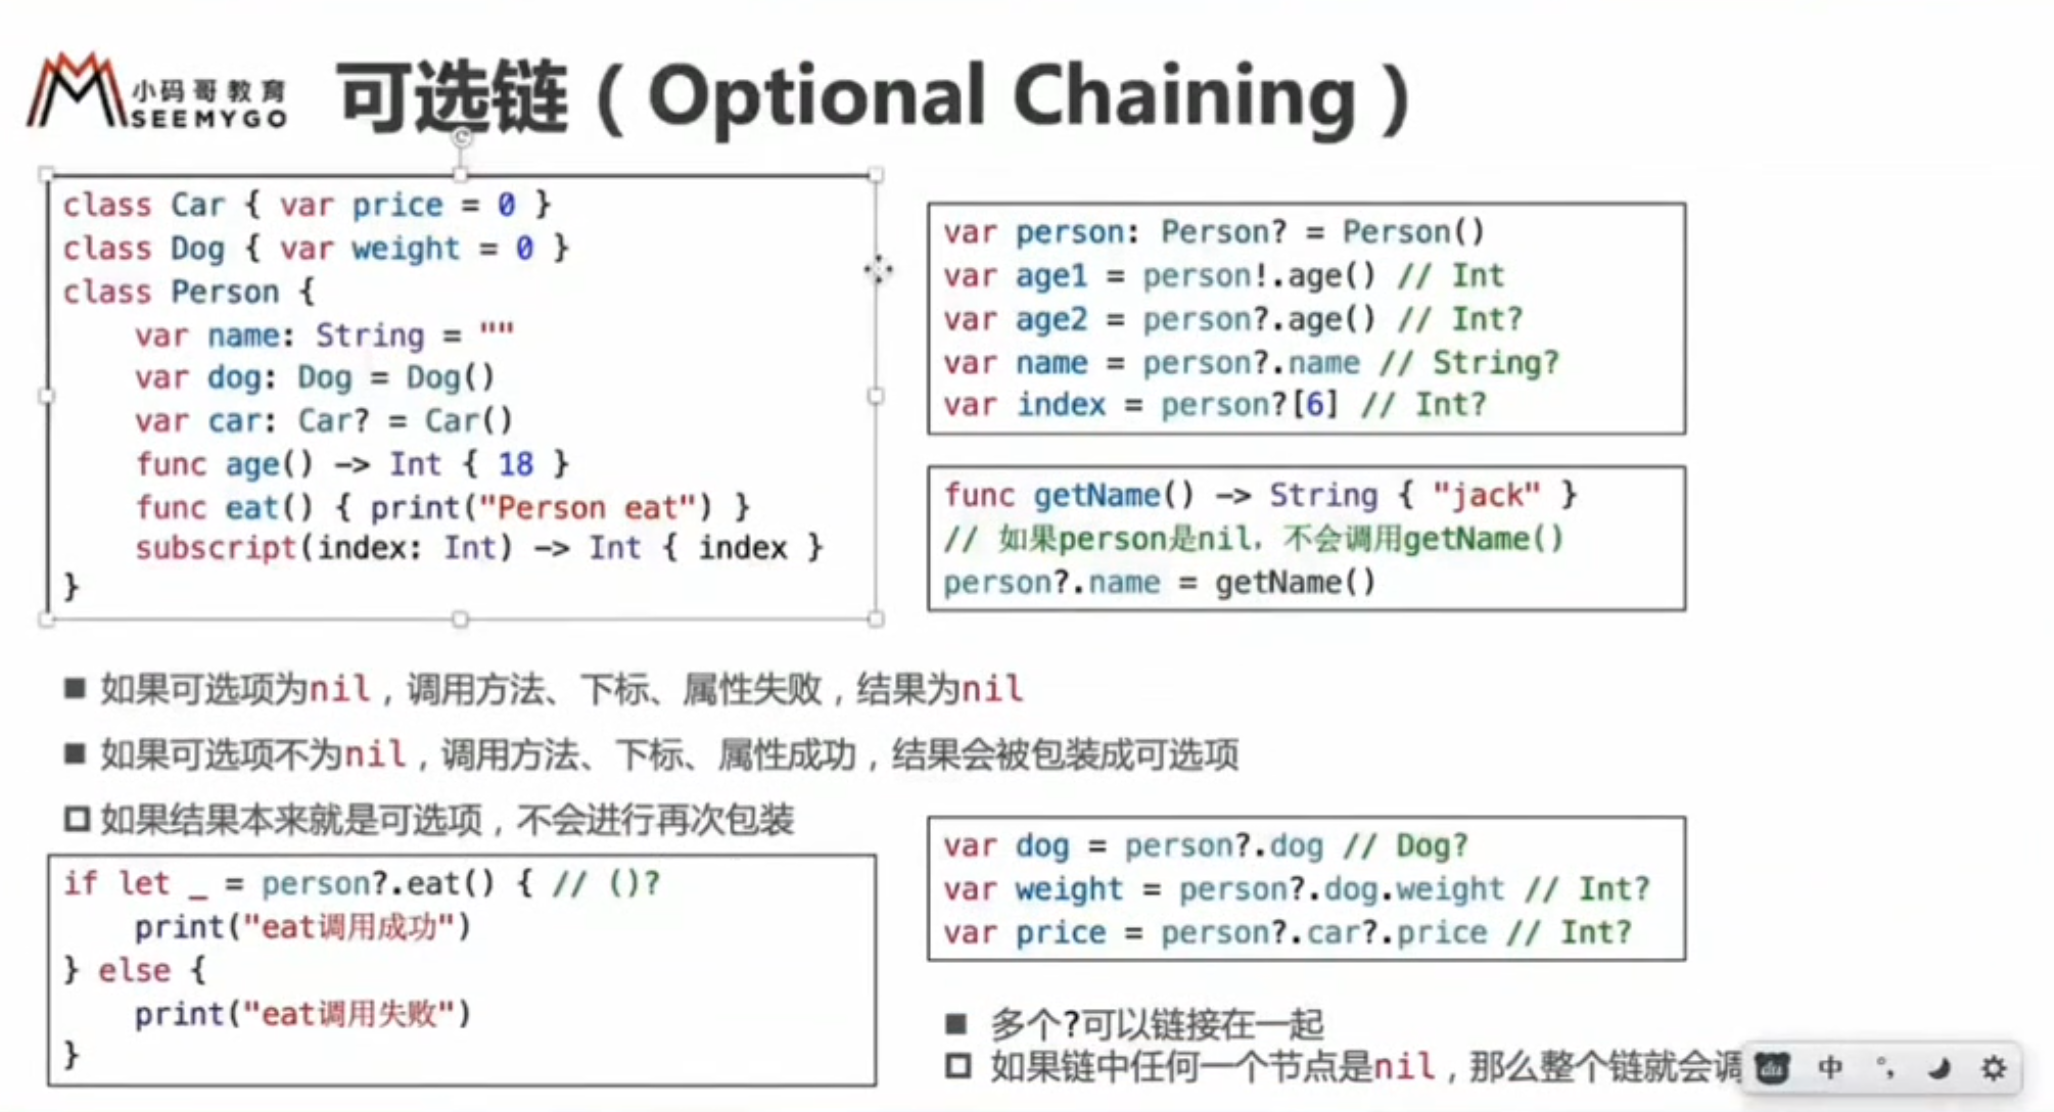 小码哥教育
SEEMYGO
可选链（Optional Chaining）
class Car { var price = 0 }
class Dog { var weight = 0 }
class Person {
    var name: String = ""
    var dog: Dog = Dog()
    var car: Car? = Car()
    func age() -> Int { 18 }
    func eat() { print("Person eat") }
    subscript(index: Int) -> Int { index }
}
var person: Person? = Person()
var age1 = person!.age() // Int
var age2 = person?.age() // Int?
var name = person?.name // String?
var index = person?[6] // Int?
func getName() -> String { "jack" }
// 如果person是nil，不会调用getName()
person?.name = getName()
■ 如果可选项为nil，调用方法、下标、属性失败，结果为nil
■ 如果可选项不为nil，调用方法、下标、属性成功，结果会被包装成可选项
□ 如果结果本来就是可选项，不会进行再次包装
if let _ = person?.eat() { // ()?
    print("eat调用成功")
} else {
    print("eat调用失败")
}
var dog = person?.dog // Dog?
var weight = person?.dog.weight // Int?
var price = person?.car?.price // Int?
■ 多个?可以链接在一起
□ 如果链中任何一个节点是nil，那么整个链就会调
中 °,